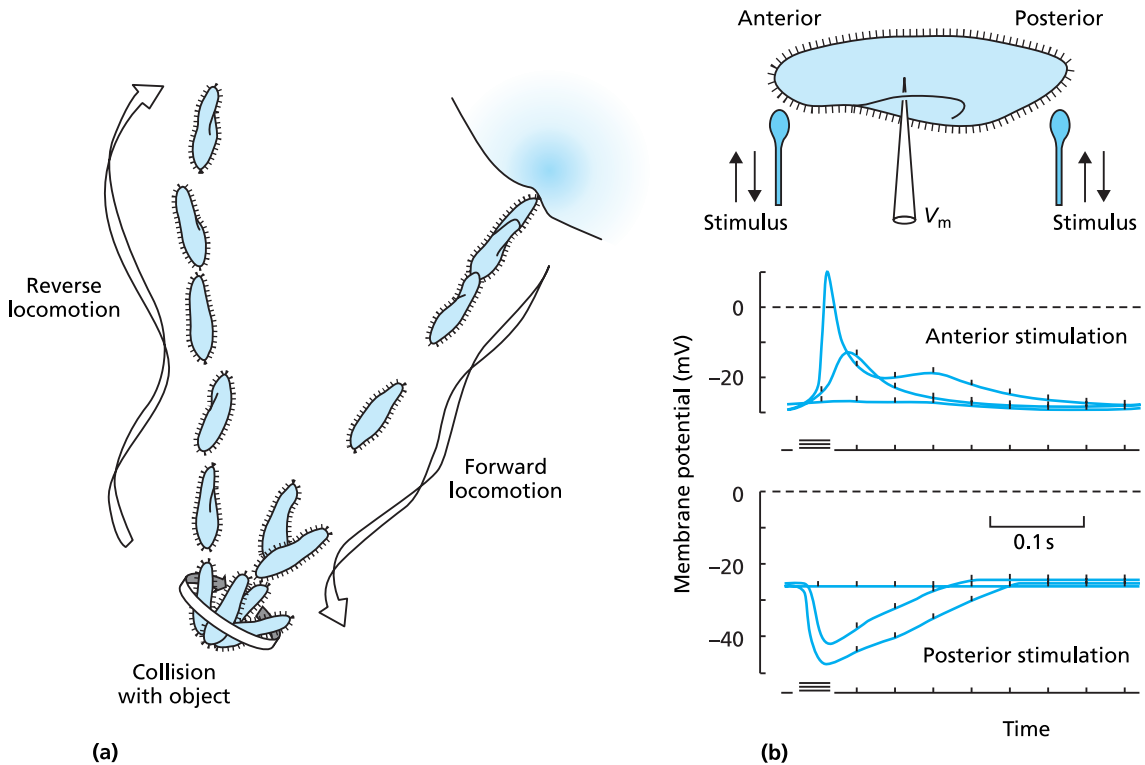 Reverse
locomotion
Forward
locomotion
Collision
with object
(a)
Anterior
Posterior
Stimulus
Vm
Stimulus
Membrane potential (mV)
0
–20
Anterior stimulation
0
0.1 s
–20
–40
Posterior stimulation
Time
(b)